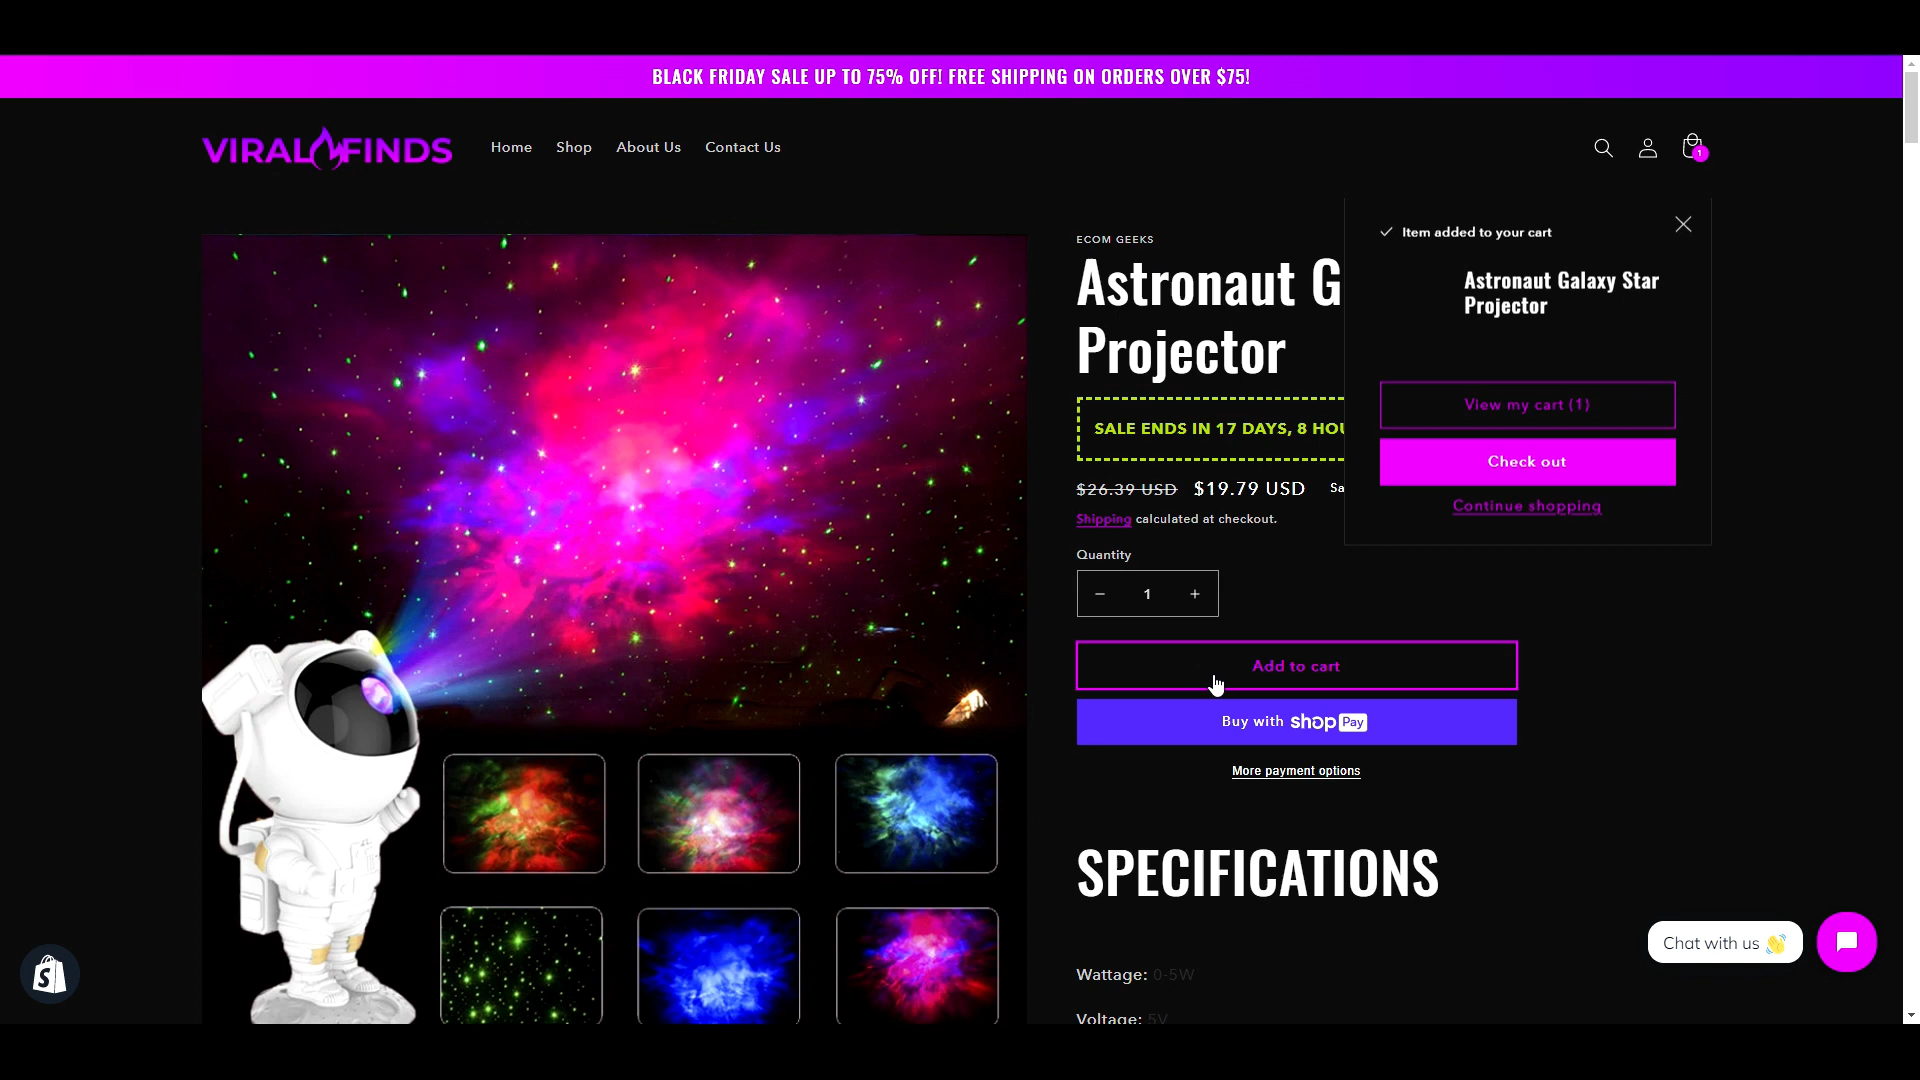 BLACK FRIDAY SALE UP TO 75% OFF! FREE SHIPPING ON ORDERS OVER $75!
VIRAL FINDS
Home Shop About Us Contact Us
1
ECOM GEEKS
Astronaut G
Projector
SALE ENDS IN 17 DAYS, 8 HOU
$26.39 USD $19.79 USD Sa
Shipping calculated at checkout.
Item added to your cart
Astronaut Galaxy Star
Projector
View my cart (1)
Check out
Continue shopping
Quantity
− 1 +
Add to cart
Buy with shop Pay
More payment options
SPECIFICATIONS
Wattage: 0-5W
Voltage: 5V
Chat with us 👋